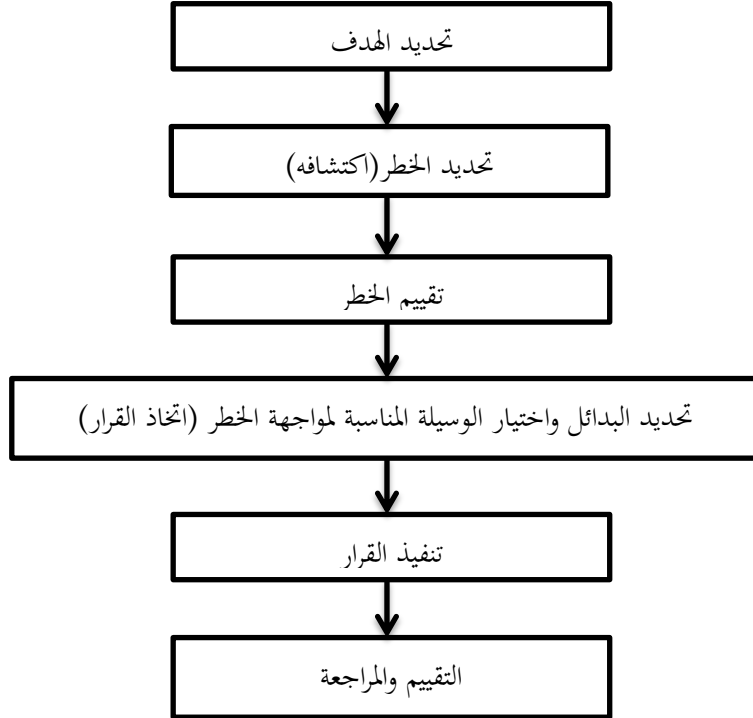 تحديد الهدف
تحديد الخطر(اكتشافه)
تقييم الخطر
تحديد البدائل واختيار الوسيلة المناسبة لمواجهة الخطر (اتخاذ القرار)
تنفيذ القرار
التقييم والمراجعة